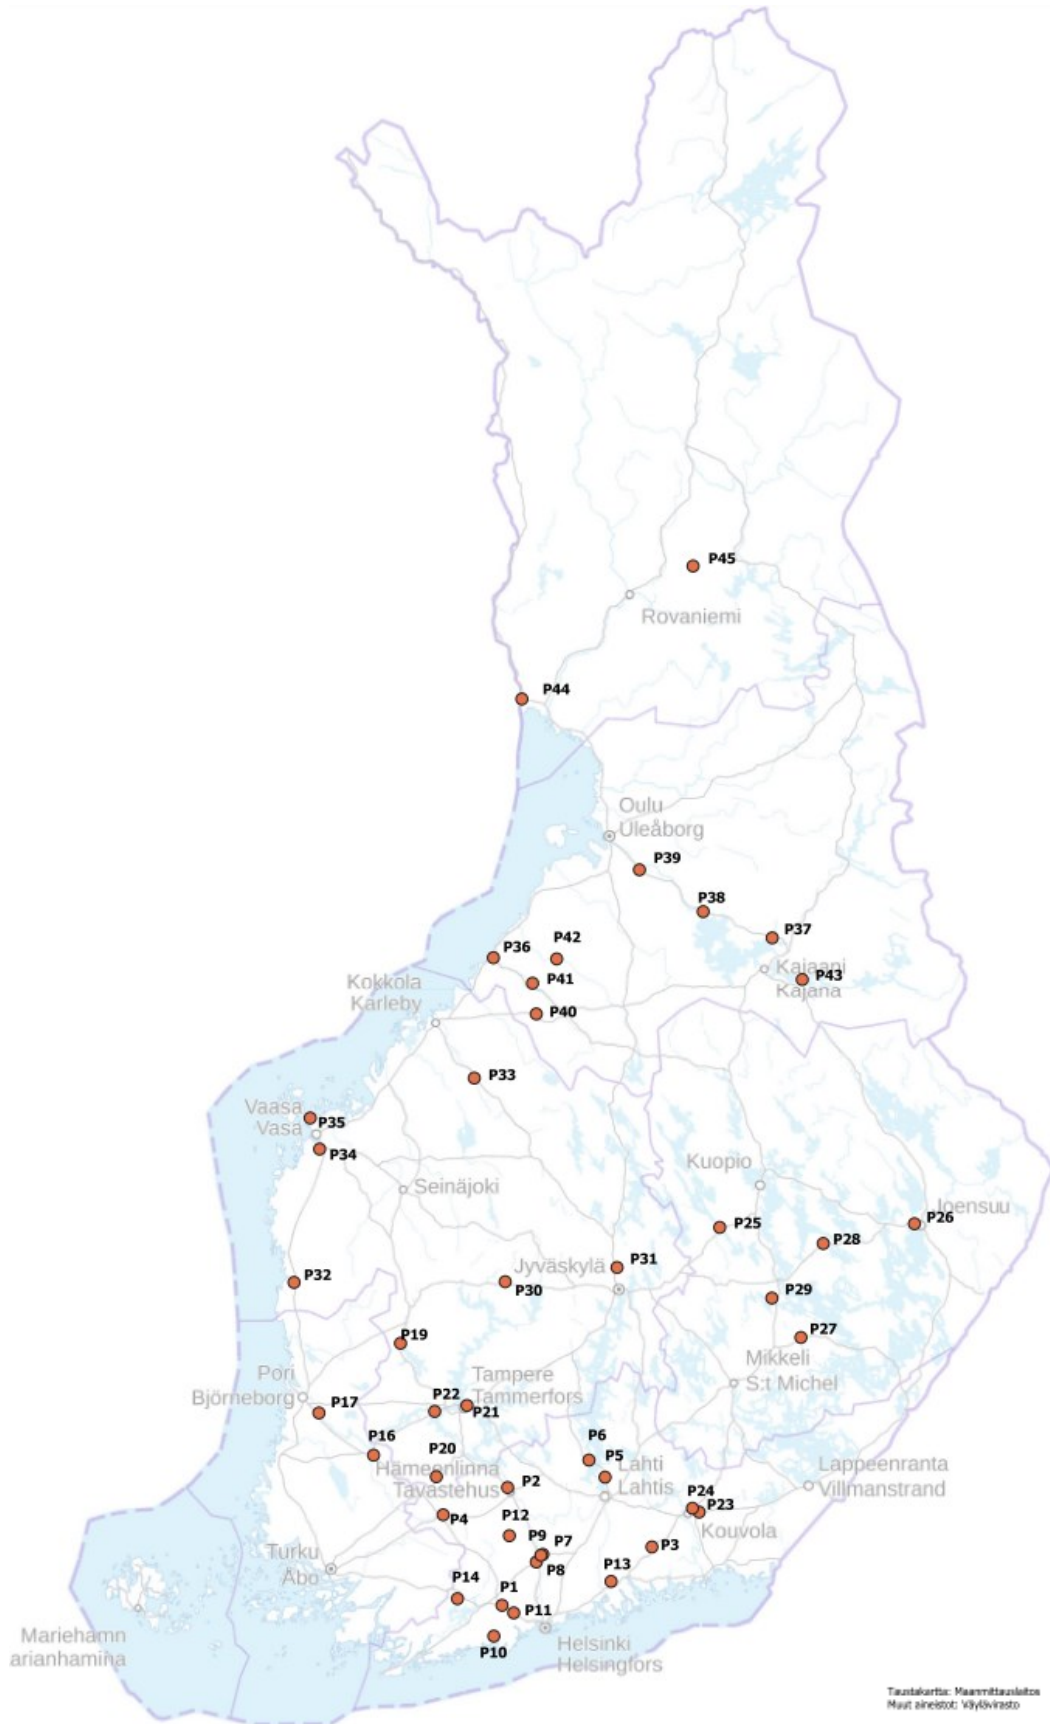 P45
Rovaniemi
P44
Oulu
Uleåborg
P39
P38
P37
P42
P36
Kajaani
Kajana
P43
P41
Kokkola
Karleby
P40
P33
Vaasa
Vasa
P35
P34
Kuopio
Seinäjoki
Joensuu
P26
P25
P28
P31
Jyväskylä
P32
P30
P29
P27
P19
Mikkeli
S:t Michel
Tampere
Tammerfors
Pori
Björneborg
P22
P21
P17
P16
P6
P5
P20
Hämeenlinna
Tavastehus
P2
Lahti
Lahtis
Lappeenranta
Villmanstrand
P24
P23
Kouvola
P4
P12
P9
P7
P8
P3
Turku
Åbo
P13
P14
P1
P11
P10
Helsinki
Helsingfors
Mariehamn
arianhamina
Taustakartta: Maanmittauslaitos
Muut aineistot: Väylävirasto